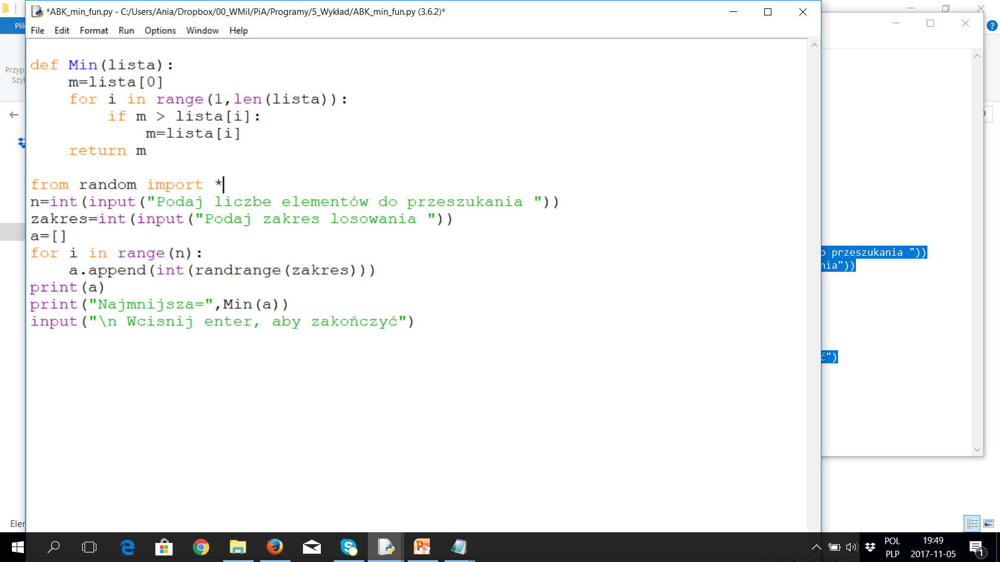 *ABK_min_fun.py - C:/Users/Ania/Dropbox/00_WMiI/PiA/Programy/5_Wykład/ABK_min_fun.py (3.6.2)*
File Edit Format Run Options Window Help
Plik
Przyp
Szyb
def Min(lista):
m=lista[0]
for i in range(1,len(lista)):
if m > lista[i]:
m=lista[i]
return m
from random import *
n=int(input("Podaj liczbe elementów do przeszukania "))
zakres=int(input("Podaj zakres losowania "))
a=[]
for i in range(n):
a.append(int(randrange(zakres)))
print(a)
print("Najmnijsza=",Min(a))
input("\n Wcisnij enter, aby zakończyć")
o przeszukania "))
nia"))
ć")
Elen
POL
PLP
19:49
2017-11-05
1